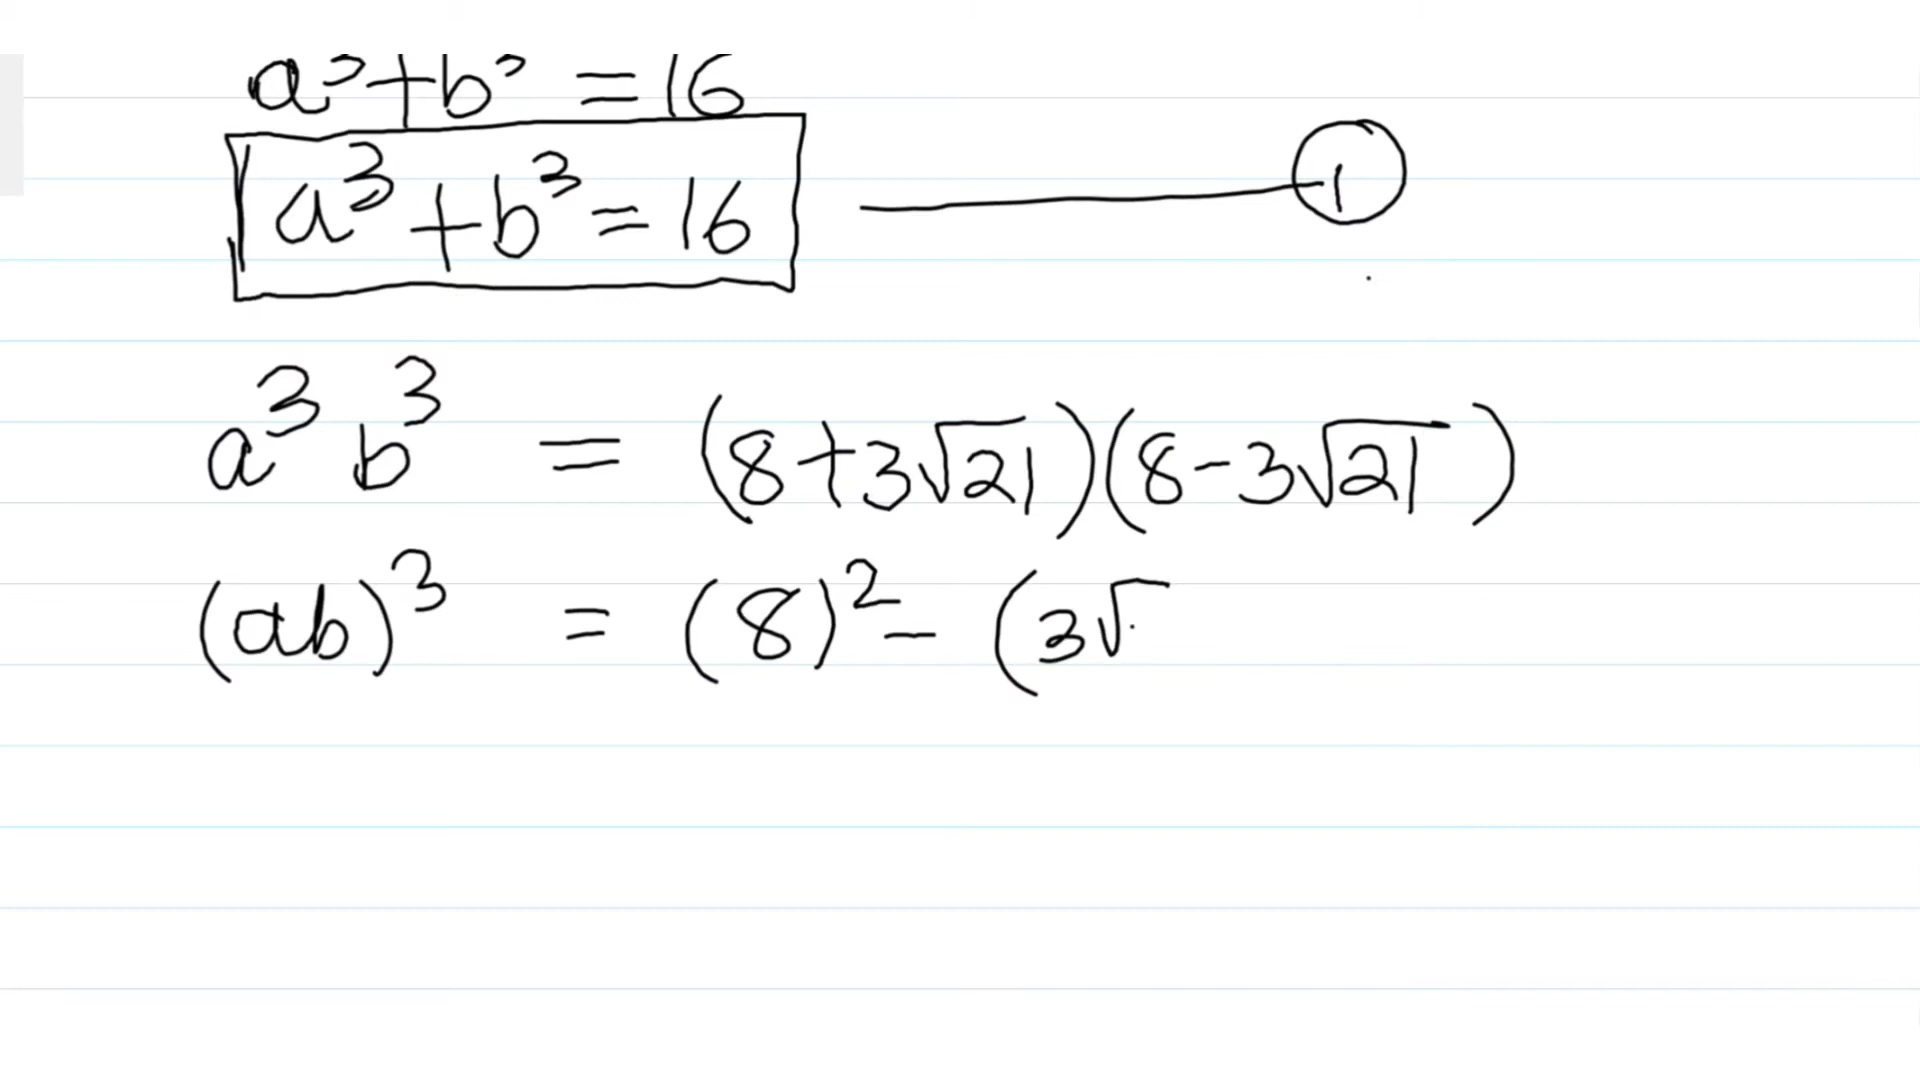 a³+b³ = 16
a³+b³ = 16 ——— ①
a³ b³ = (8+3√21)(8-3√21)
(ab)³ = (8)² - (3√